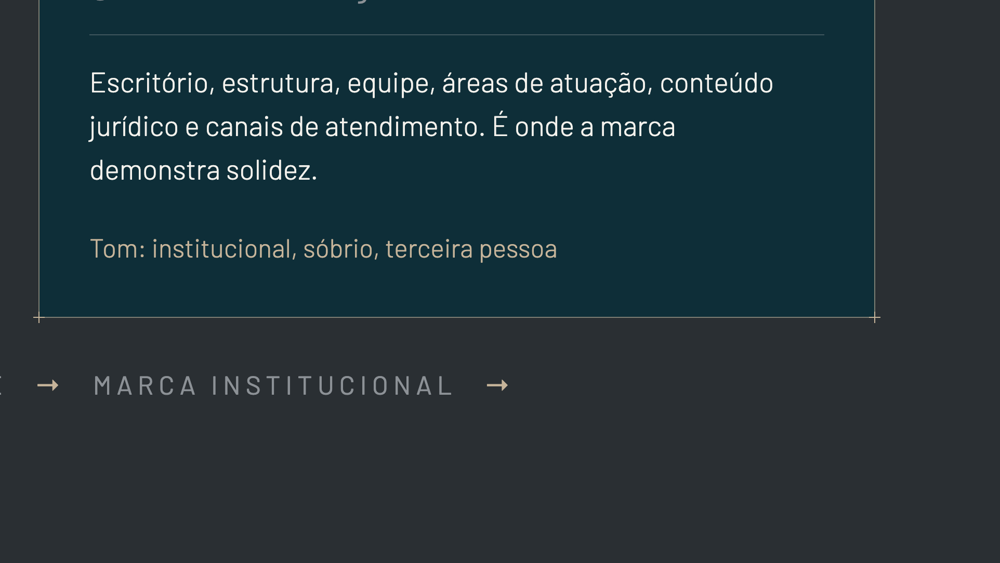 Escritório, estrutura, equipe, áreas de atuação, conteúdo
jurídico e canais de atendimento. É onde a marca
demonstra solidez.
Tom: institucional, sóbrio, terceira pessoa
→ MARCA INSTITUCIONAL →